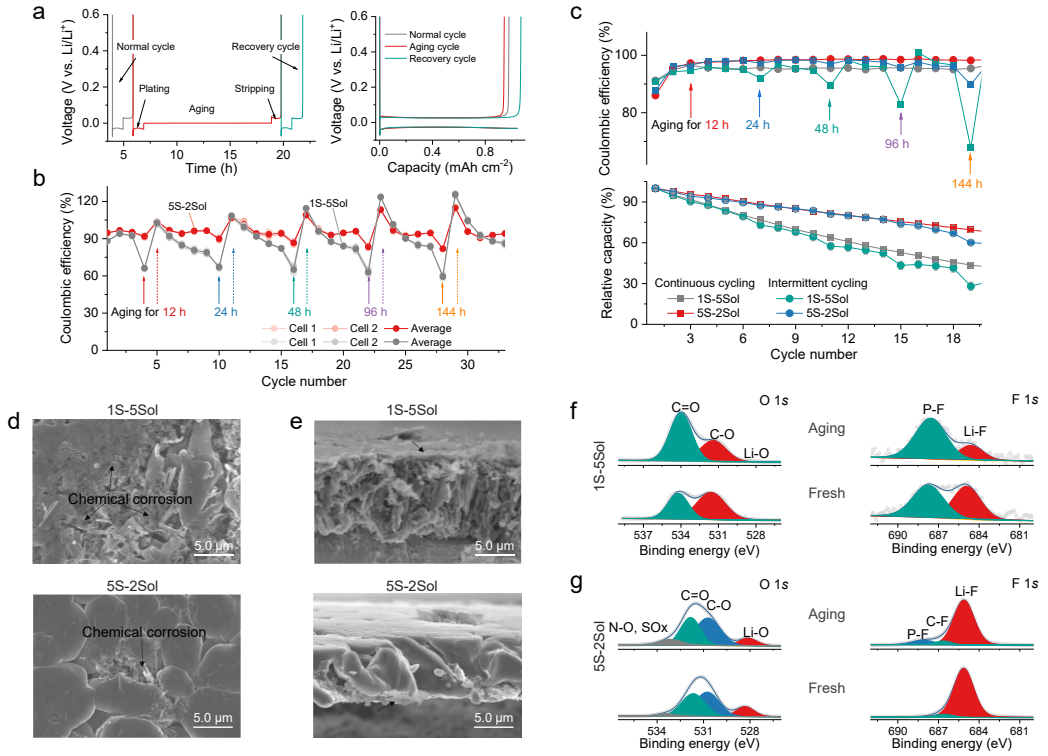 a
Voltage (V vs. Li/Li⁺)
0.6
0.4
0.2
0.0
Normal cycle
Recovery cycle
Plating
Aging
Stripping
5
10
15
20
Time (h)
Voltage (V vs. Li/Li⁺)
0.6
0.4
0.2
0.0
Normal cycle
Aging cycle
Recovery cycle
0.0
0.2
0.4
0.6
0.8
1.0
Capacity (mAh cm⁻²)
b
Coulombic efficiency (%)
150
120
90
60
0
5S-2Sol
1S-5Sol
Aging for 12 h
24 h
48 h
96 h
144 h
Cell 1
Cell 2
Average
Cell 1
Cell 2
Average
5
10
15
20
25
30
Cycle number
c
Coulombic efficiency (%)
100
80
Aging for 12 h
24 h
48 h
96 h
144 h
Relative capacity (%)
90
60
30
0
Continuous cycling
1S-5Sol
5S-2Sol
Intermittent cycling
1S-5Sol
5S-2Sol
3
6
9
12
15
18
Cycle number
d
1S-5Sol
Chemical corrosion
5.0 μm
5S-2Sol
Chemical corrosion
5.0 μm
e
1S-5Sol
5.0 μm
5S-2Sol
5.0 μm
f
1S-5Sol
O 1s
C=O
C-O
Li-O
Aging
Fresh
F 1s
P-F
Li-F
537
534
531
528
Binding energy (eV)
690
687
684
681
Binding energy (eV)
g
5S-2Sol
O 1s
C=O
C-O
N-O, SOx
Li-O
Aging
Fresh
F 1s
Li-F
C-F
P-F
534
531
528
Binding energy (eV)
690
687
684
681
Binding energy (eV)